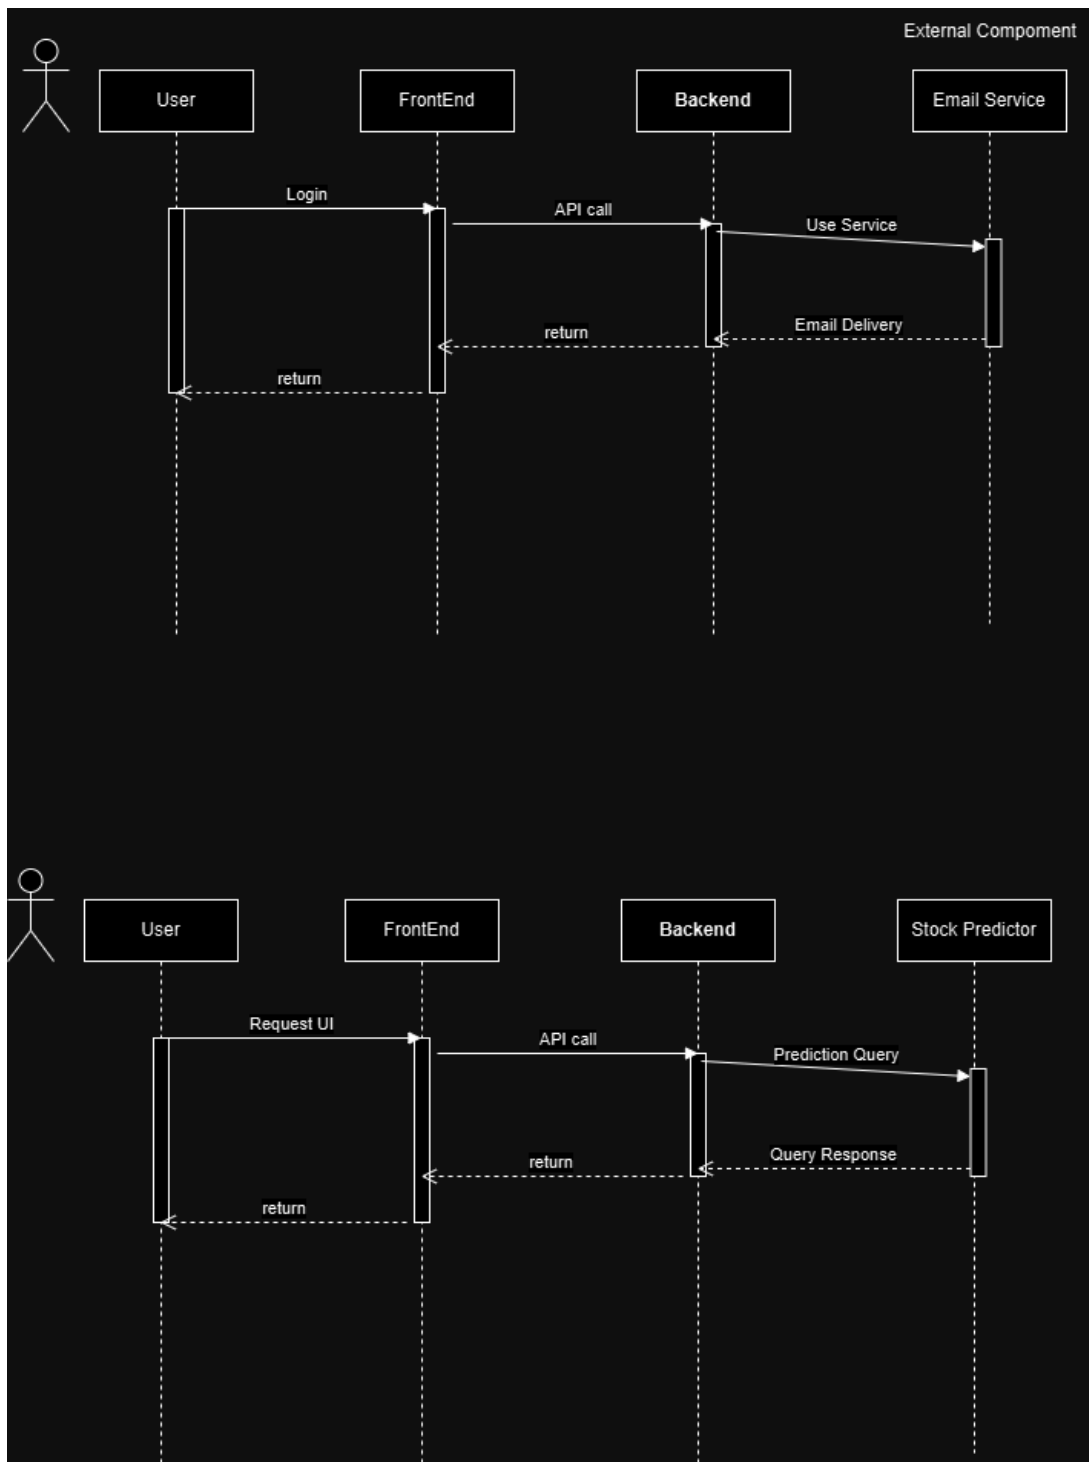 External Compoment
User
FrontEnd
Backend
Email Service
Login
API call
Use Service
Email Delivery
return
return
User
FrontEnd
Backend
Stock Predictor
Request UI
API call
Prediction Query
Query Response
return
return